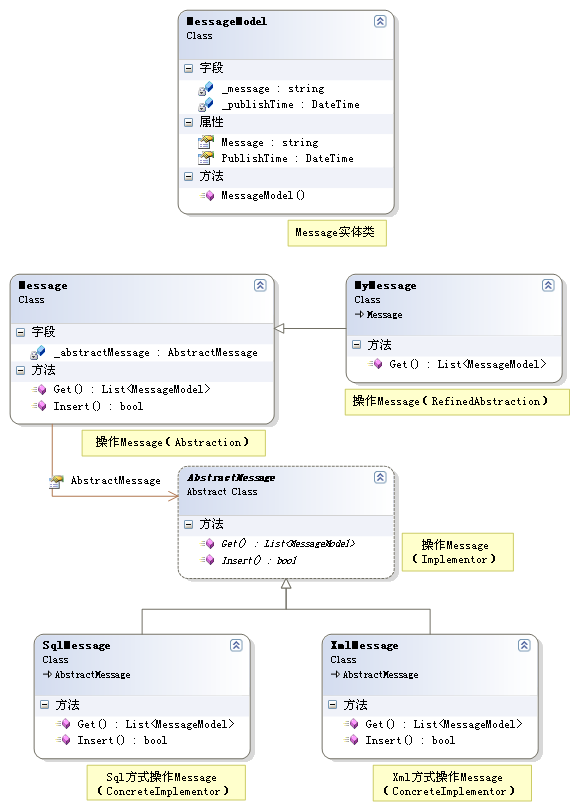 MessageModel
Class
字段
_message : string
_publishTime : DateTime
属性
Message : string
PublishTime : DateTime
方法
MessageModel()
Message实体类
Message
Class
字段
_abstractMessage : AbstractMessage
方法
Get() : List<MessageModel>
Insert() : bool
操作Message(Abstraction)
MyMessage
Class
Message
方法
Get() : List<MessageModel>
操作Message(RefinedAbstraction)
AbstractMessage
AbstractMessage
Abstract Class
方法
Get() : List<MessageModel>
Insert() : bool
操作Message
(Implementor)
SqlMessage
Class
AbstractMessage
方法
Get() : List<MessageModel>
Insert() : bool
Sql方式操作Message
(ConcreteImplementor)
XmlMessage
Class
AbstractMessage
方法
Get() : List<MessageModel>
Insert() : bool
Xml方式操作Message
(ConcreteImplementor)